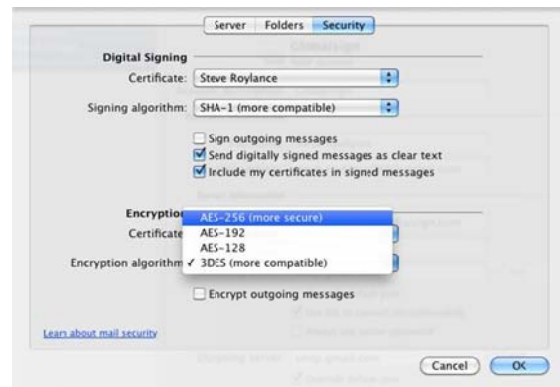 Server Folders Security
Digital Signing
Certificate: Steve Roylance
Signing algorithm: SHA-1 (more compatible)
Sign outgoing messages
Send digitally signed messages as clear text
Include my certificates in signed messages
Encryption
AES-256 (more secure)
Certificate
AES-192
AES-128
Encryption algorithm ✓ 3DES (more compatible)
Encrypt outgoing messages
Learn about mail security
Cancel OK